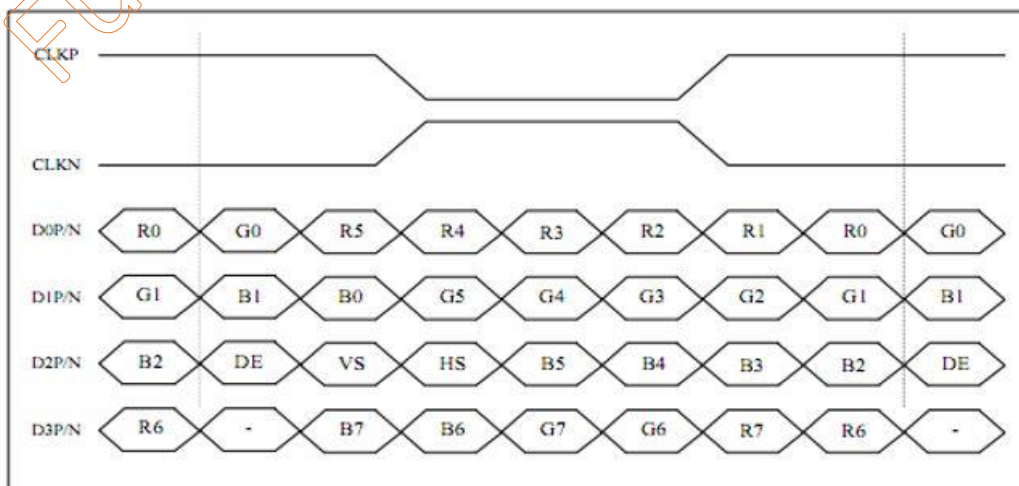 CLKP
CLKN
D0P/N R0 G0 R5 R4 R3 R2 R1 R0 G0
D1P/N G1 B1 B0 G5 G4 G3 G2 G1 B1
D2P/N B2 DE VS HS B5 B4 B3 B2 DE
D3P/N R6 - B7 B6 G7 G6 R7 R6 -